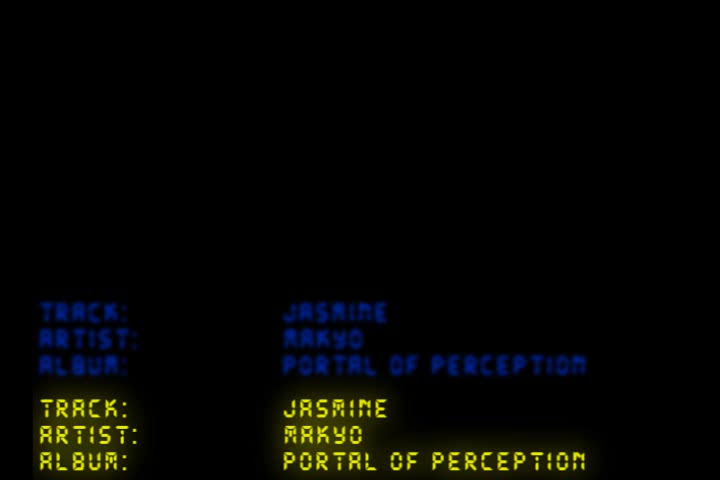 TRACK: JASMINE
ARTIST: MAKYO
ALBUM: PORTAL OF PERCEPTION
TRACK: JASMINE
ARTIST: MAKYO
ALBUM: PORTAL OF PERCEPTION